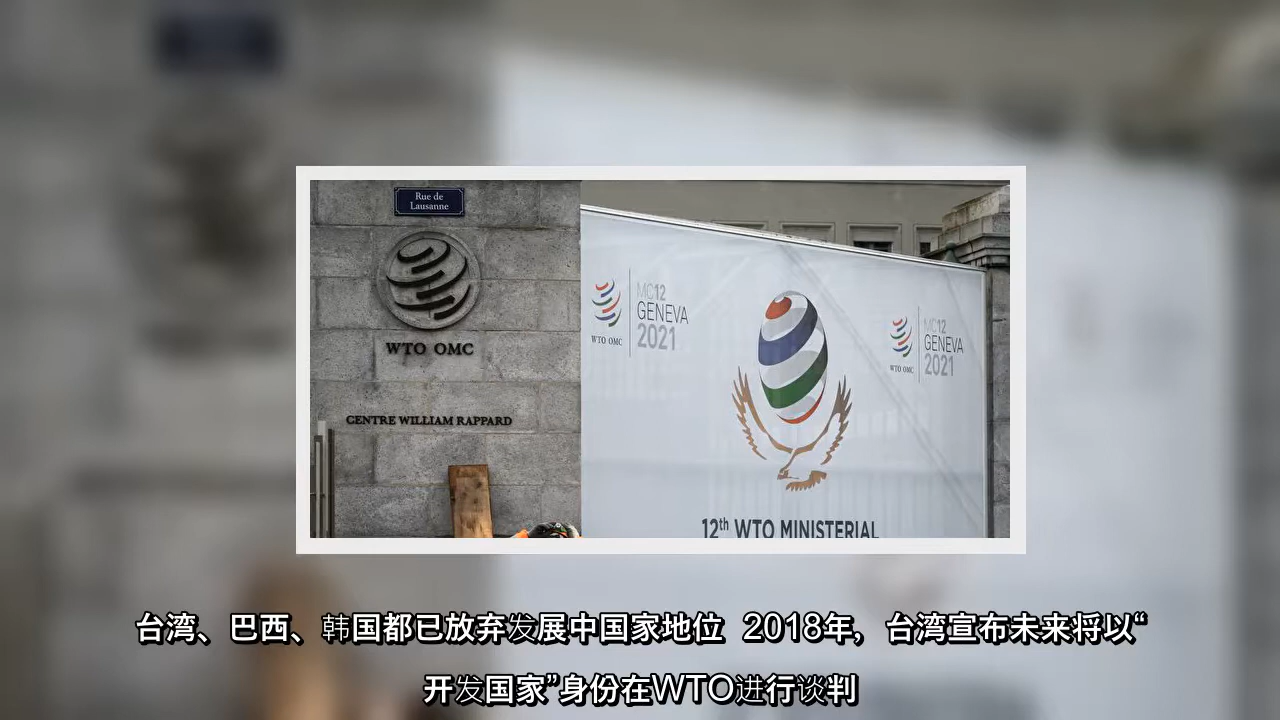 Rue de
Lausanne
WTO OMC
CENTRE WILLIAM RAPPARD
WTO OMC
MC12
GENEVA
2021
WTO OMC
MC12
GENEVA
2021
12th WTO MINISTERIAL
台湾、巴西、韩国都已放弃发展中国家地位 2018年，台湾宣布未来将以“
开发国家”身份在WTO进行谈判